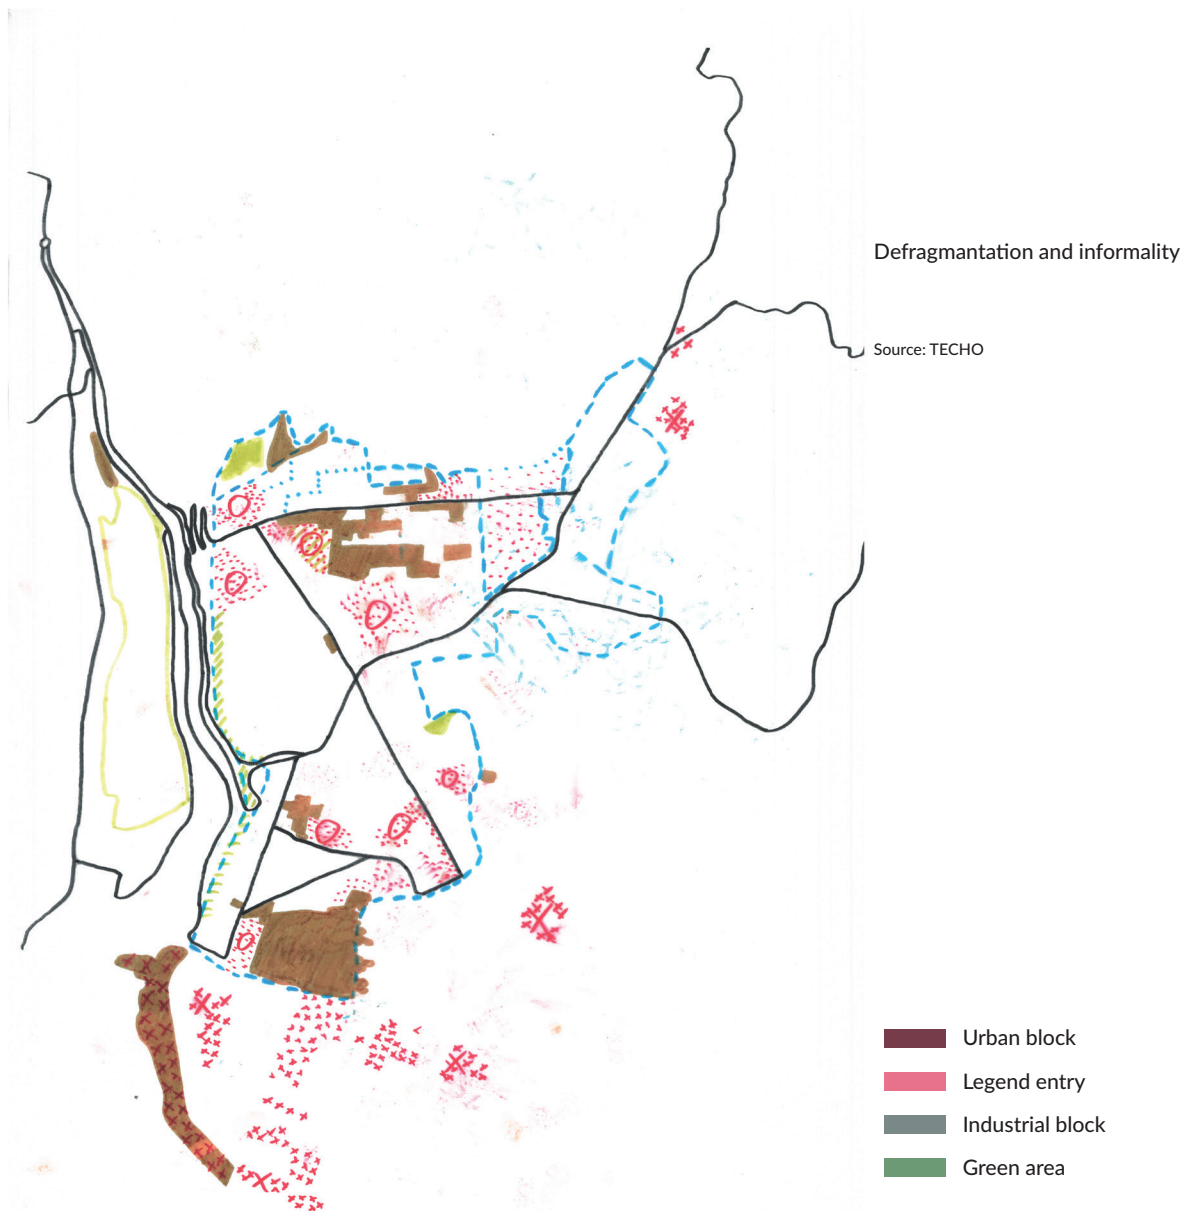 Defragmantation and informality
Source: TECHO
Urban block
Legend entry
Industrial block
Green area